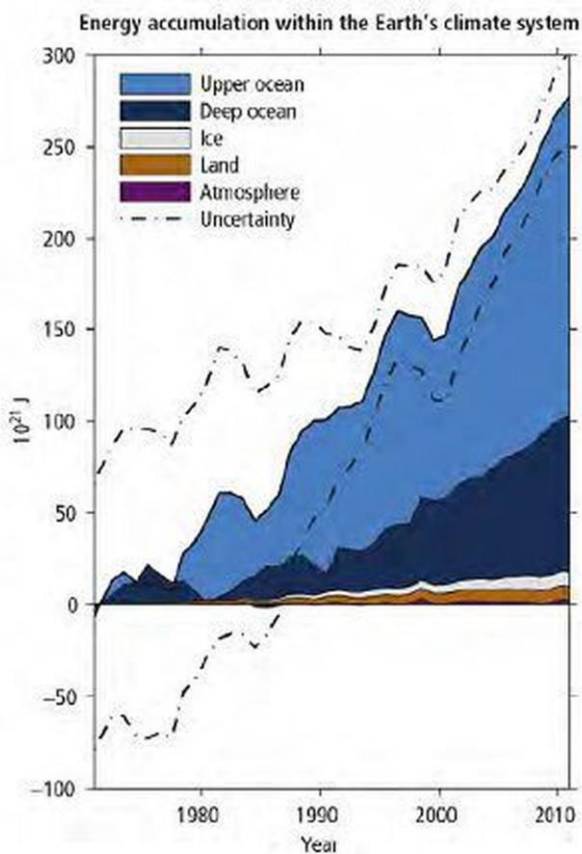 Energy accumulation within the Earth's climate system
300
250
200
150
100
50
0
−50
−100
10²¹ J
Upper ocean
Deep ocean
Ice
Land
Atmosphere
Uncertainty
1980
1990
2000
2010
Year